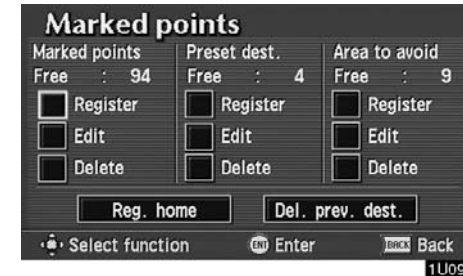 Marked points
Marked points Preset dest. Area to avoid
Free : 94 Free : 4 Free : 9
Register Register Register
Edit Edit Edit
Delete Delete Delete
Reg. home Del. prev. dest.
Select function ENT Enter BACK Back
1U09